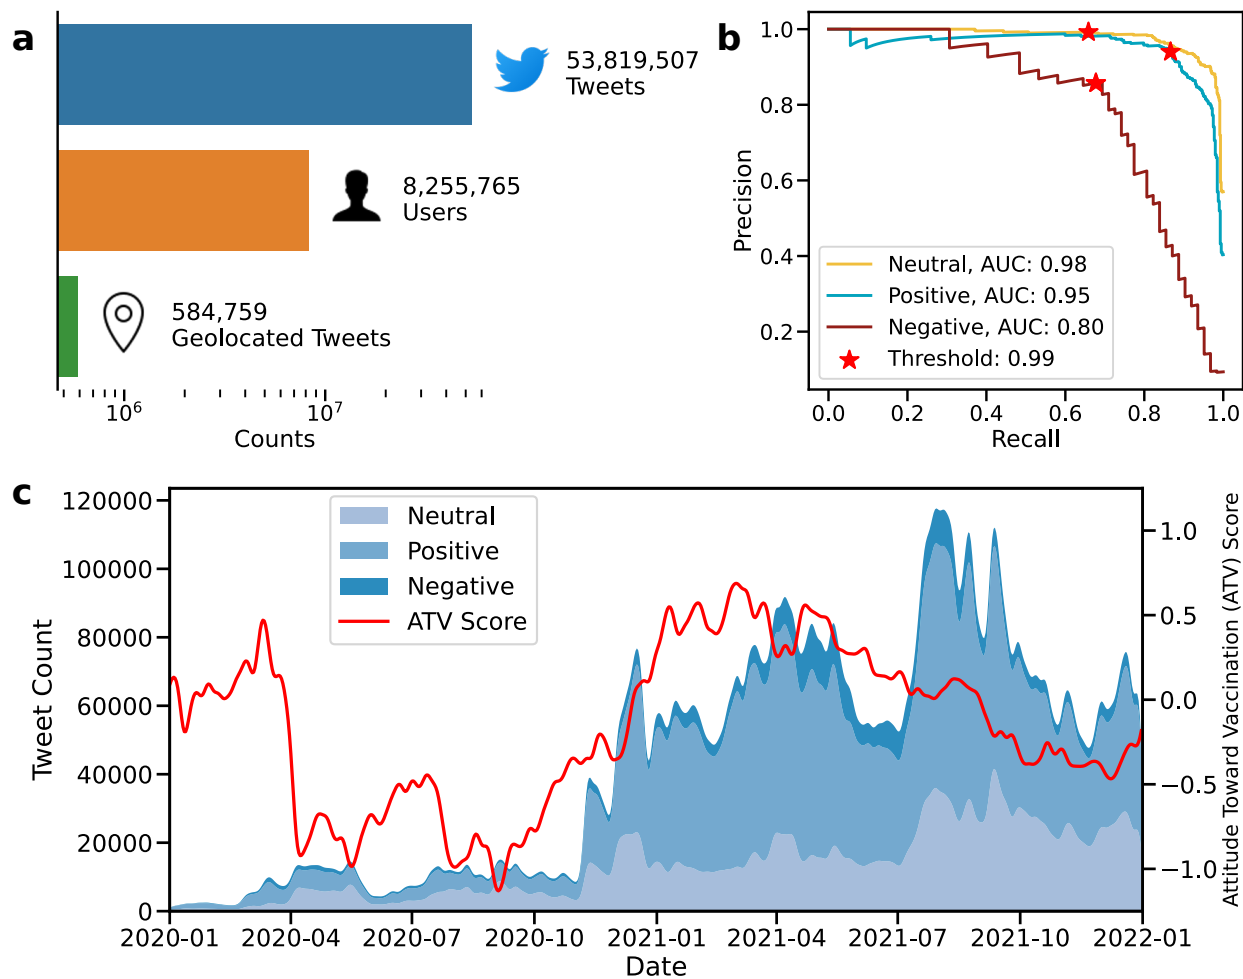 a
53,819,507
Tweets
8,255,765
Users
584,759
Geolocated Tweets
10⁶
10⁷
Counts
b
1.0
0.8
0.6
0.4
0.2
Precision
Neutral, AUC: 0.98
Positive, AUC: 0.95
Negative, AUC: 0.80
Threshold: 0.99
0.0 0.2 0.4 0.6 0.8 1.0
Recall
c
120000
100000
80000
60000
40000
20000
0
Tweet Count
Neutral
Positive
Negative
ATV Score
1.0
0.5
0.0
−0.5
−1.0
Attitude Toward Vaccination (ATV) Score
2020-01 2020-04 2020-07 2020-10 2021-01 2021-04 2021-07 2021-10 2022-01
Date